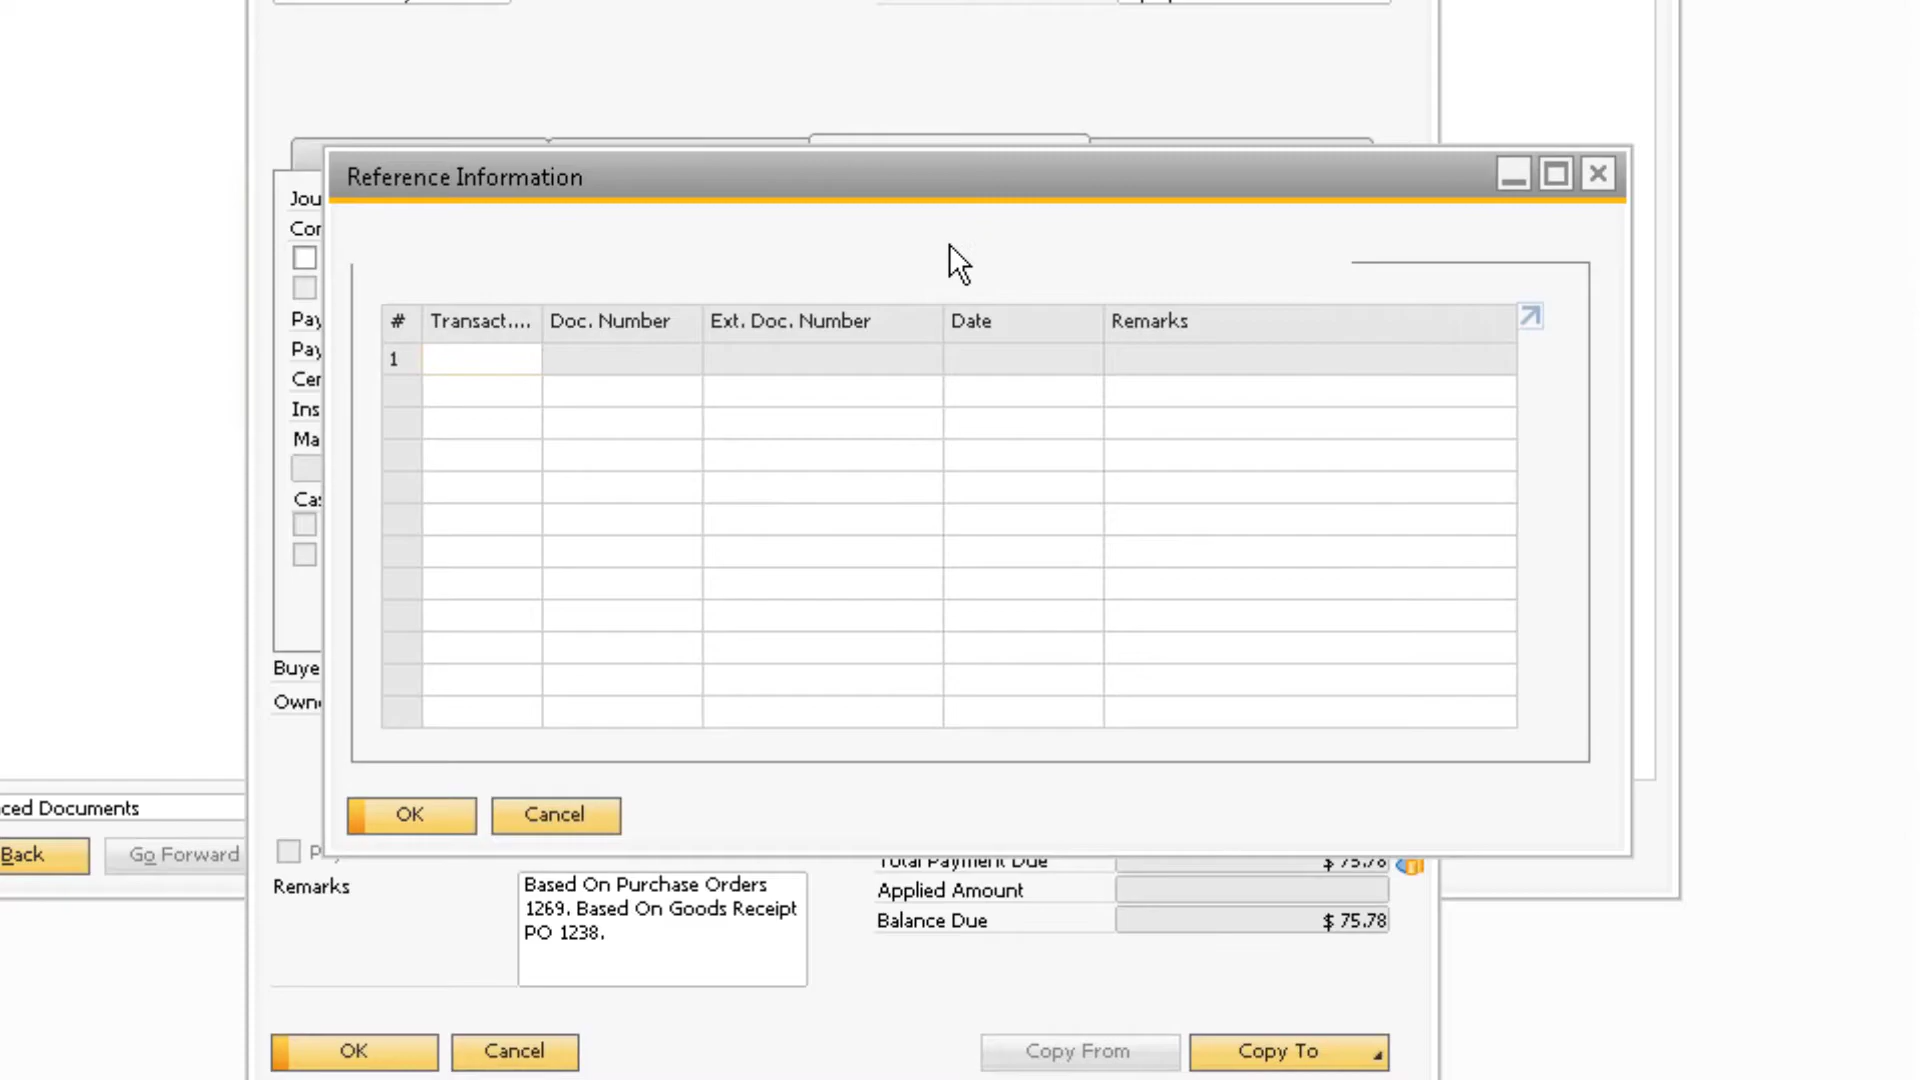 Reference Information
Jou
Cor
# Transact.... Doc. Number Ext. Doc. Number Date Remarks
1
Pay
Pay
Cer
Ins
Ma
Cas
Buye
Owne
ced Documents
OK Cancel
Back Go Forward
Total Payment Due $ 75.78
Remarks
Based On Purchase Orders
1269. Based On Goods Receipt
PO 1238.
Applied Amount
Balance Due $ 75.78
OK Cancel Copy From Copy To